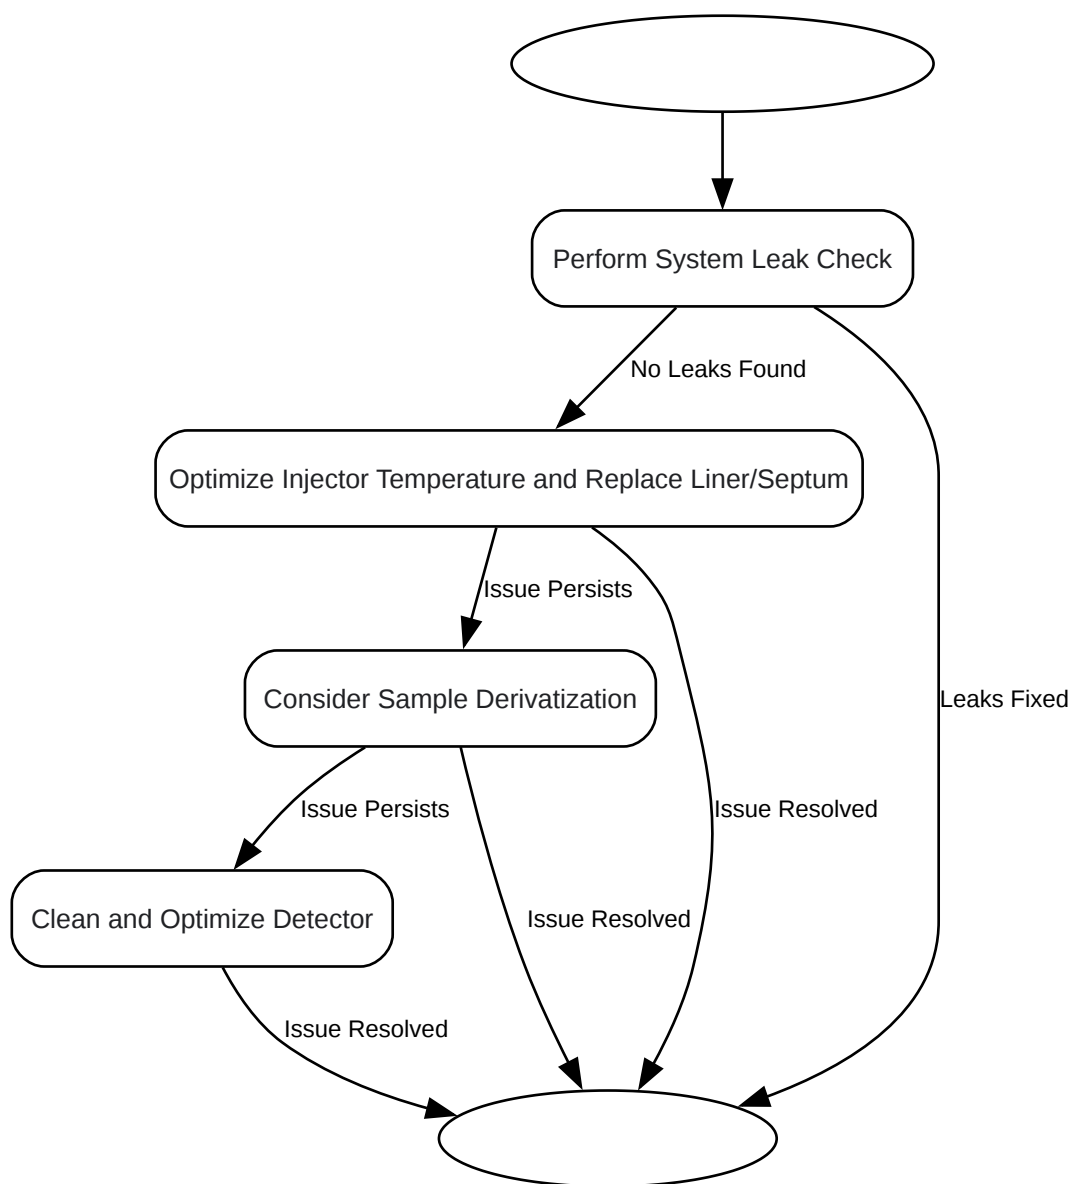 Perform System Leak Check
No Leaks Found
Optimize Injector Temperature and Replace Liner/Septum
Issue Persists
Consider Sample Derivatization
Leaks Fixed
Issue Persists
Issue Resolved
Clean and Optimize Detector
Issue Resolved
Issue Resolved